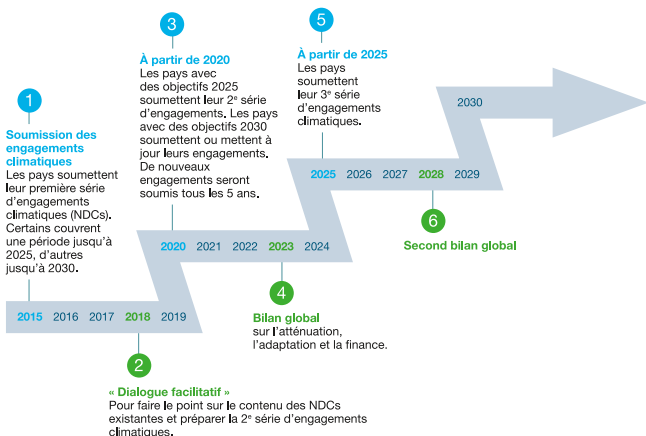 1
Soumission des
engagements
climatiques
Les pays soumettent
leur première série
d'engagements
climatiques (NDCs).
Certains couvrent
une période jusqu'à
2025, d'autres
jusqu'à 2030.
2015 2016 2017 2018 2019
2
« Dialogue facilitatif »
Pour faire le point sur le contenu des NDCs
existantes et préparer la 2e série d'engagements
climatiques.
3
À partir de 2020
Les pays avec
des objectifs 2025
soumettent leur 2e série
d'engagements. Les pays
avec des objectifs 2030
soumettent ou mettent à
jour leurs engagements.
De nouveaux
engagements seront
soumis tous les 5 ans.
2020 2021 2022 2023 2024
4
Bilan global
sur l'atténuation,
l'adaptation et la finance.
5
À partir de 2025
Les pays
soumettent
leur 3e série
d'engagements
climatiques.
2025 2026 2027 2028 2029
6
Second bilan global
2030